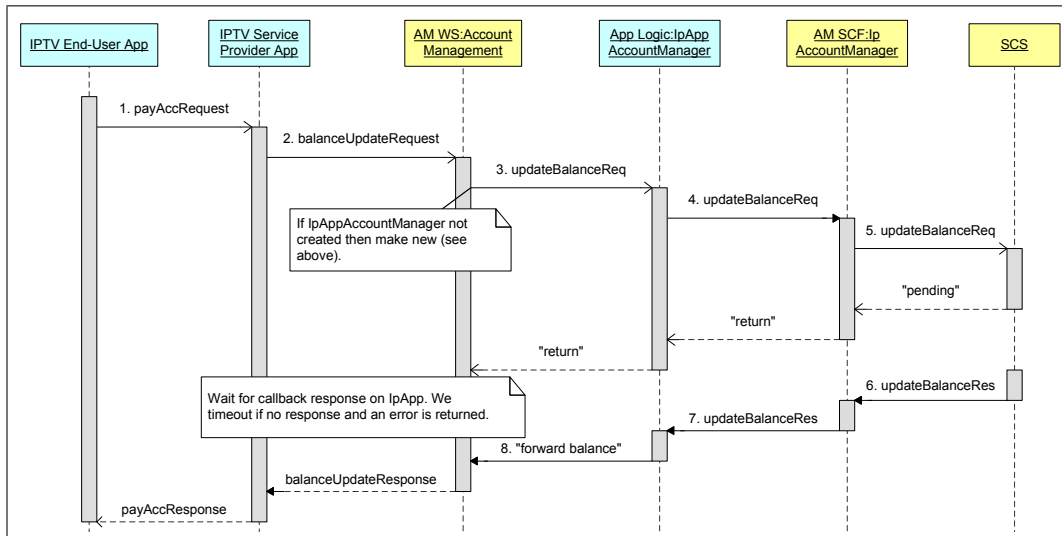 IPTV End-User App
IPTV Service
Provider App
AM WS:Account
Management
App Logic:IpApp
AccountManager
AM SCF:Ip
AccountManager
SCS
1. payAccRequest
2. balanceUpdateRequest
3. updateBalanceReq
4. updateBalanceReq
If IpAppAccountManager not
created then make new (see
above).
5. updateBalanceReq
"pending"
"return"
"return"
Wait for callback response on IpApp. We
timeout if no response and an error is returned.
6. updateBalanceRes
7. updateBalanceRes
8. "forward balance"
balanceUpdateResponse
payAccResponse